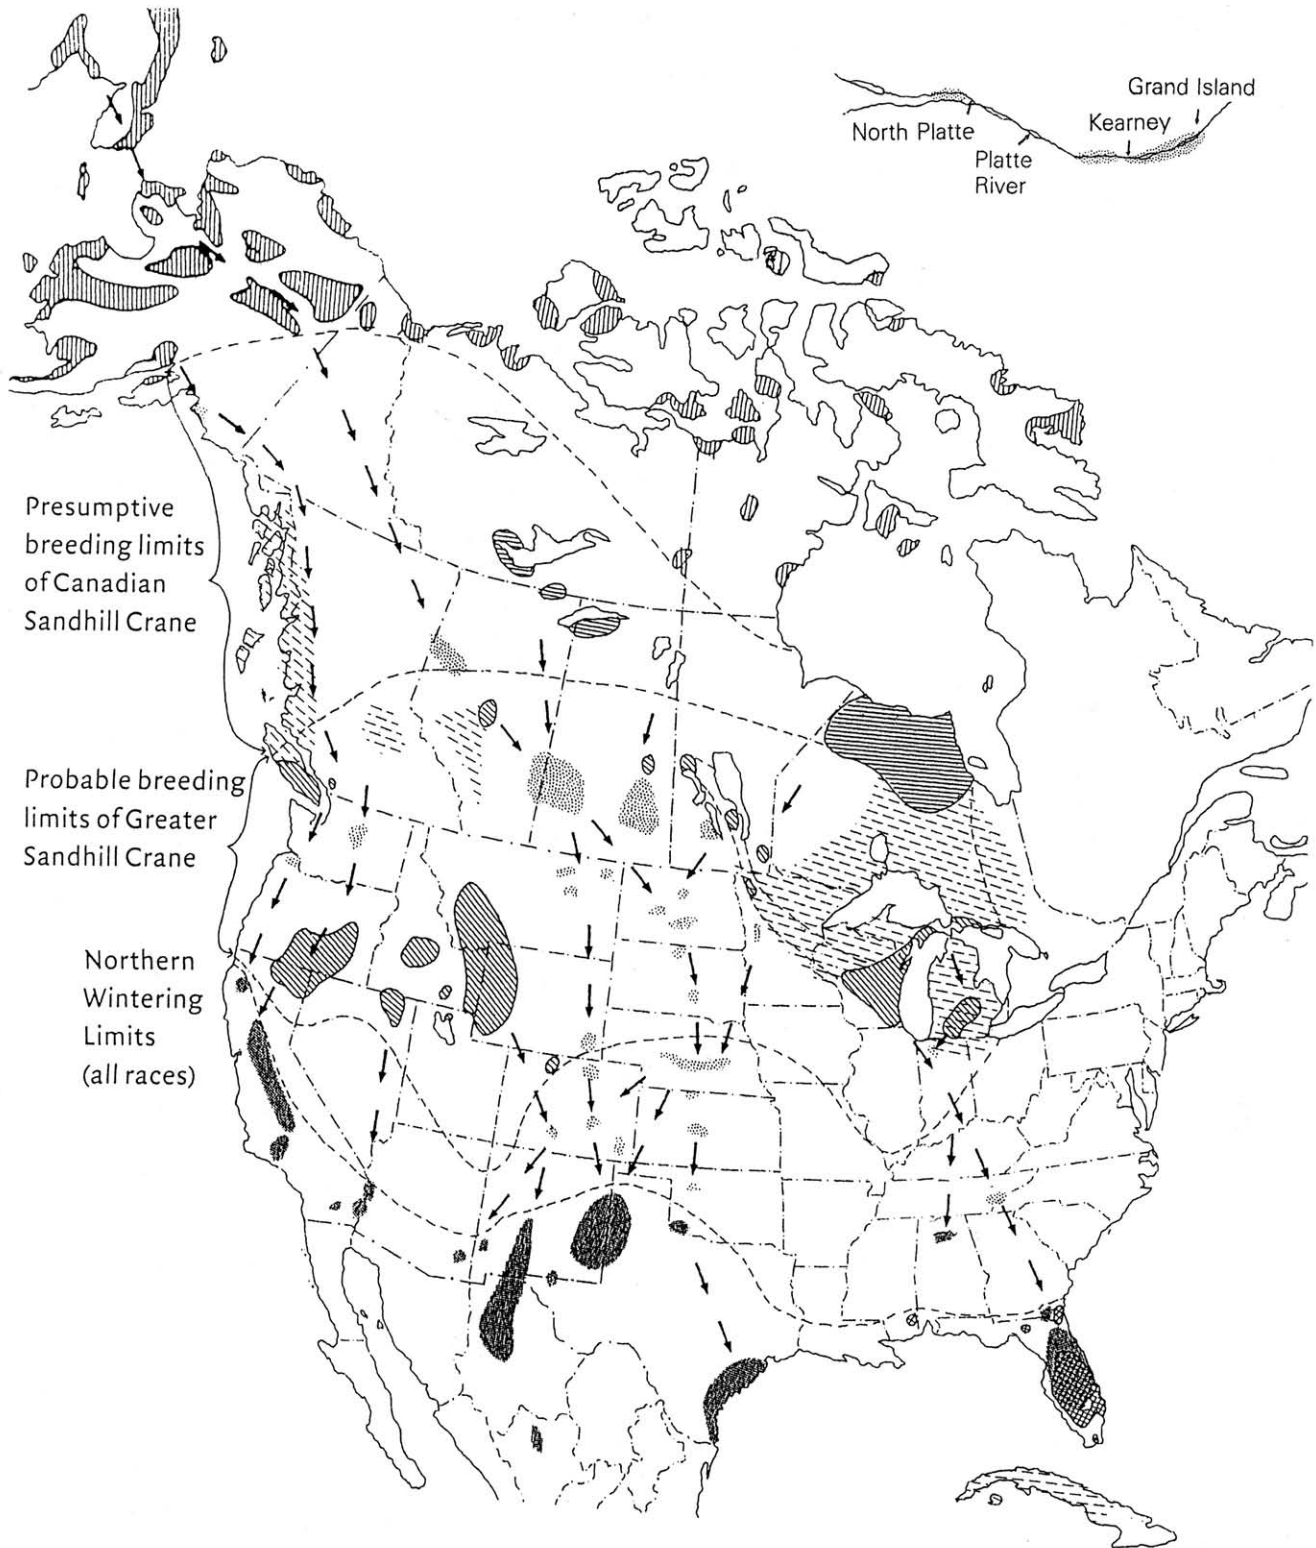 Grand Island
Kearney
North Platte
Platte
River
Presumptive
breeding limits
of Canadian
Sandhill Crane
Probable breeding
limits of Greater
Sandhill Crane
Northern
Wintering
Limits
(all races)